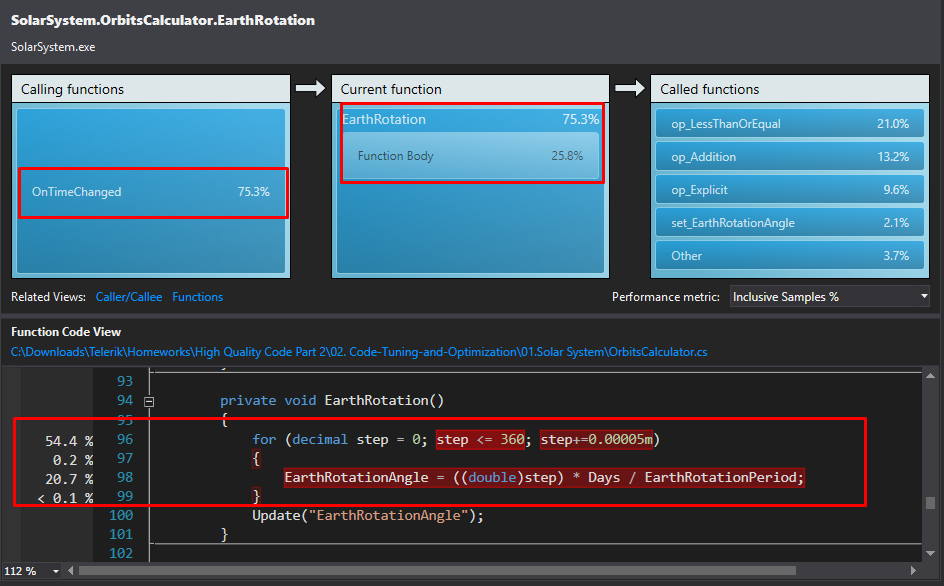 SolarSystem.OrbitsCalculator.EarthRotation
SolarSystem.exe
Calling functions
Current function
Called functions
OnTimeChanged 75.3%
EarthRotation 75.3%
Function Body 25.8%
op_LessThanOrEqual 21.0%
op_Addition 13.2%
op_Explicit 9.6%
set_EarthRotationAngle 2.1%
Other 3.7%
Related Views: Caller/Callee Functions
Performance metric: Inclusive Samples %
Function Code View
C:\Downloads\Telerik\Homeworks\High Quality Code Part 2\02. Code-Tuning-and-Optimization\01.Solar System\OrbitsCalculator.cs
93
94 private void EarthRotation()
95 {
54.4 % 96 for (decimal step = 0; step <= 360; step+=0.00005m)
0.2 % 97 {
20.7 % 98 EarthRotationAngle = ((double)step) * Days / EarthRotationPeriod;
< 0.1 % 99 }
100 Update("EarthRotationAngle");
101 }
102
112 %